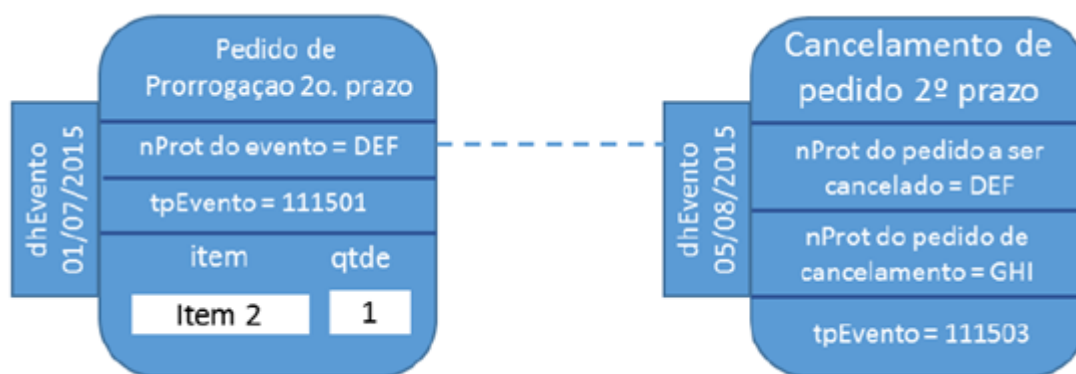 dhEvento
01/07/2015
Pedido de
Prorrogaçao 2o. prazo
nProt do evento = DEF
tpEvento = 111501
item qtde
Item 2 1
dhEvento
05/08/2015
Cancelamento de
pedido 2º prazo
nProt do pedido a ser
cancelado = DEF
nProt do pedido de
cancelamento = GHI
tpEvento = 111503